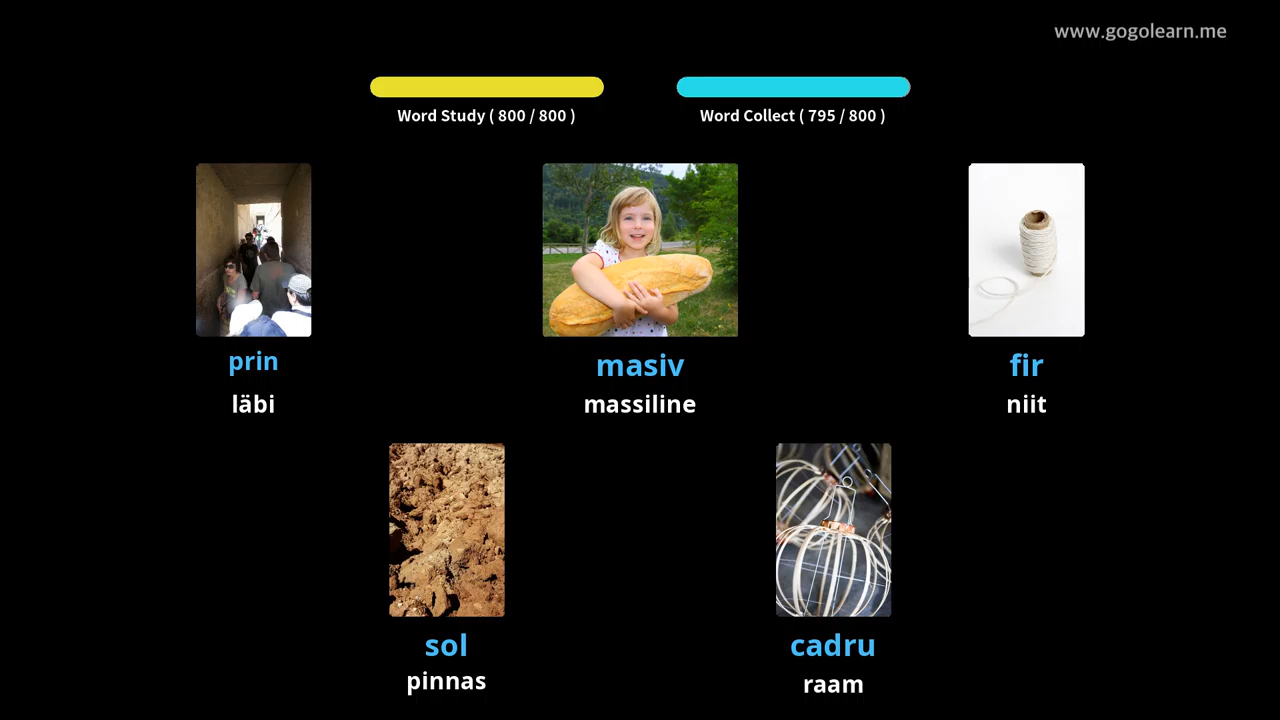 www.gogolearn.me
Word Study ( 800 / 800 )
Word Collect ( 795 / 800 )
prin
läbi
masiv
massiline
fir
niit
sol
pinnas
cadru
raam